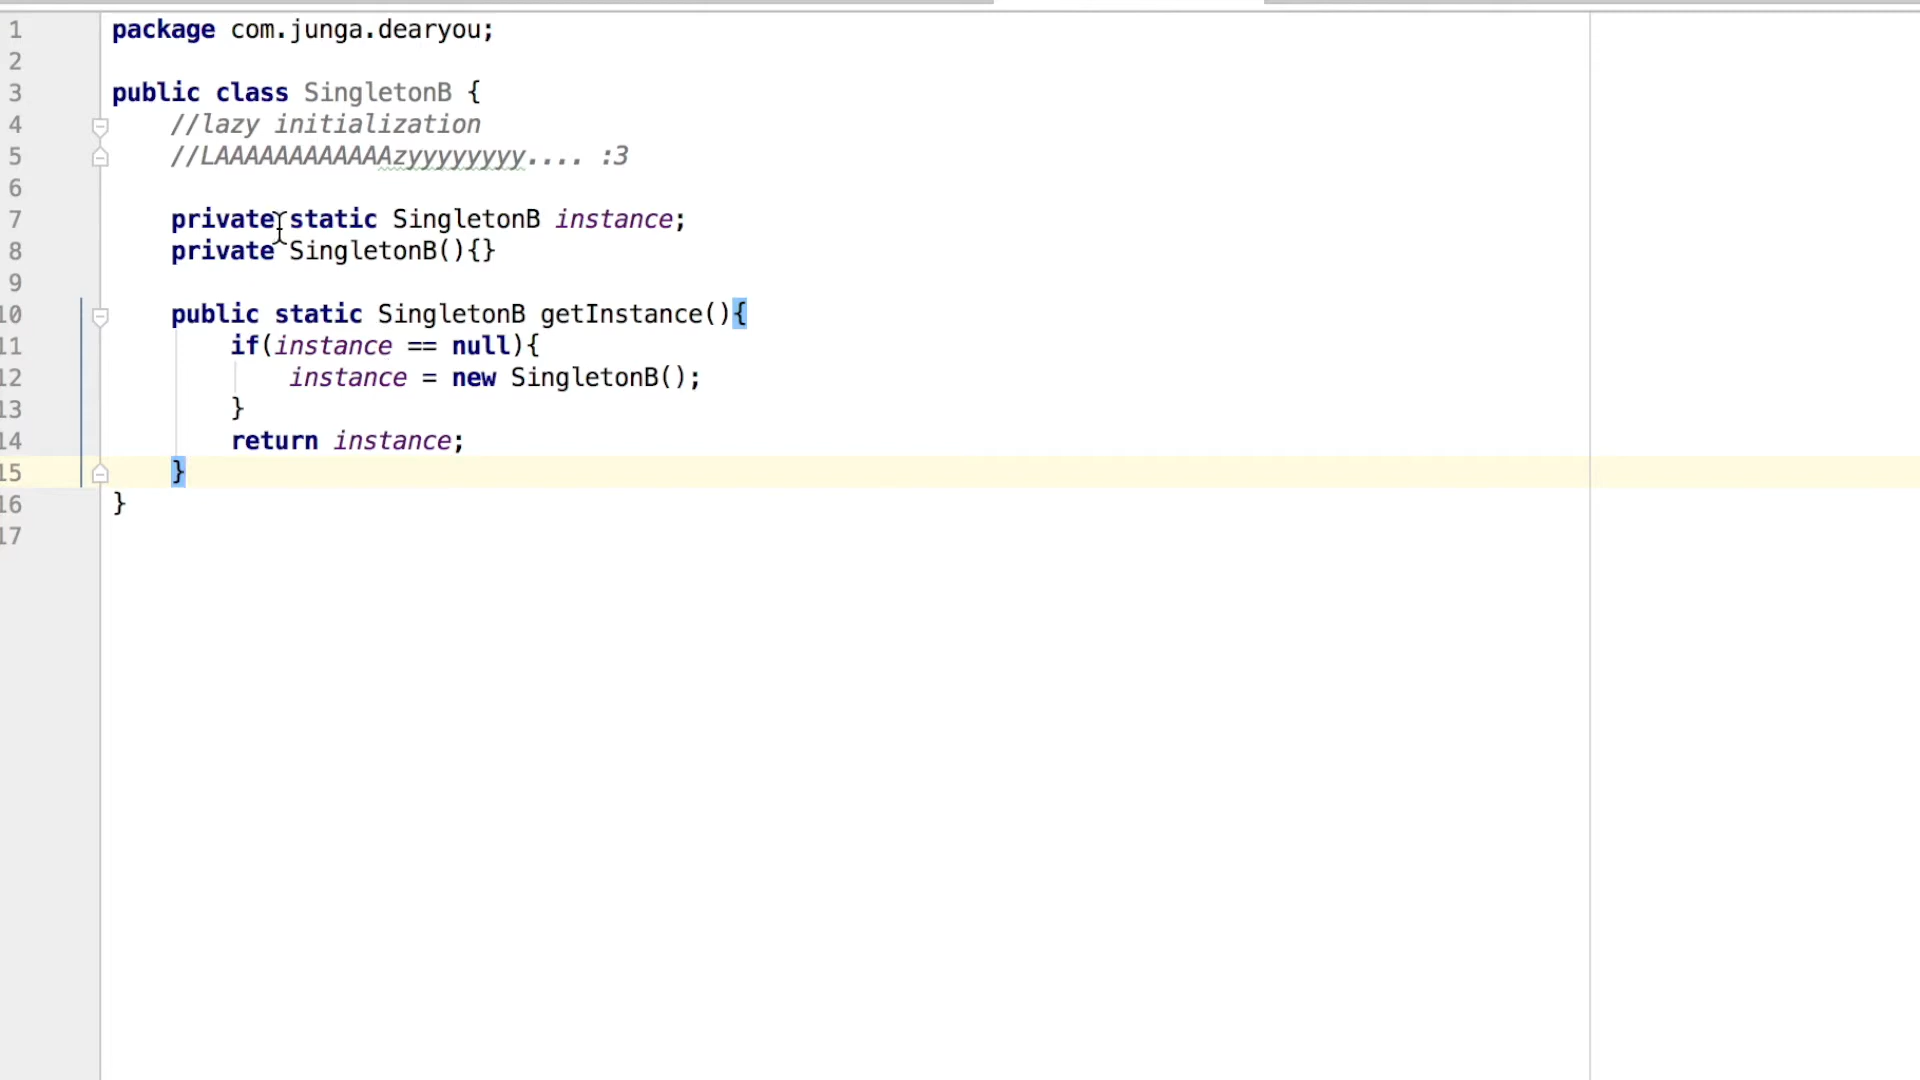 1 package com.junga.dearyou;
2
3 public class SingletonB {
4 //lazy initialization
5 //LAAAAAAAAAAAAzyyyyyyyy.... :3
6
7 private static SingletonB instance;
8 private SingletonB(){}
9
10 public static SingletonB getInstance(){
11 if(instance == null){
12 instance = new SingletonB();
13 }
14 return instance;
15 }
16 }
17